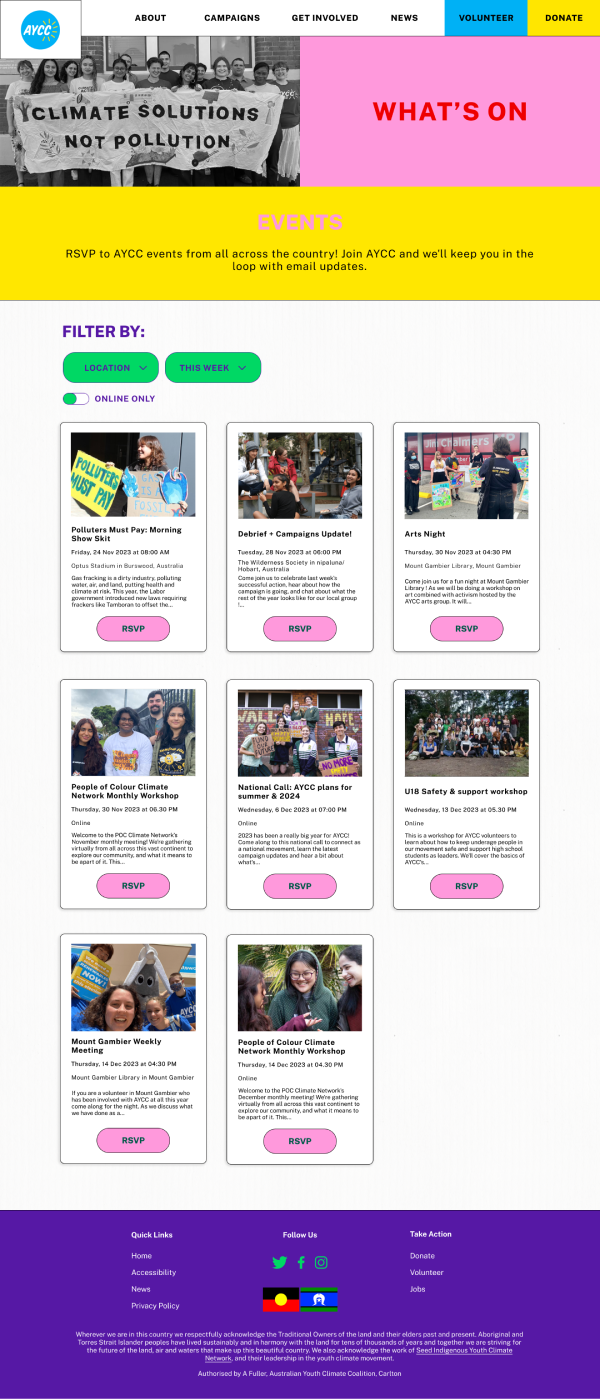 AYCC
ABOUT
CAMPAIGNS
GET INVOLVED
NEWS
VOLUNTEER
DONATE
CLIMATE SOLUTIONS
NOT POLLUTION
WHAT'S ON
EVENTS
RSVP to AYCC events from all across the country! Join AYCC and we'll keep you in the
loop with email updates.
FILTER BY:
LOCATION
THIS WEEK
ONLINE ONLY
POLLUTERS
MUST PAY
Polluters Must Pay: Morning
Show Skit
Friday, 24 Nov 2023 at 08:00 AM
Optus Stadium in Burswood, Australia
Gas fracking is a dirty industry, polluting
water, air, and land, putting health and
climate at risk. This year, the Labor
government introduced new laws requiring
frackers like Tamboran to offset the...
RSVP
Debrief + Campaigns Update!
Tuesday, 28 Nov 2023 at 06:00 PM
The Wilderness Society in nipaluna/
Hobart, Australia
Come join us to celebrate last week's
successful action, hear about how the
campaign is going, and chat about what the
rest of the year looks like for our local group
!...
RSVP
Jim Chalmers
Arts Night
Thursday, 30 Nov 2023 at 04:30 PM
Mount Gambier Library, Mount Gambier
Come join us for a fun night at Mount Gambier
Library ! As we will be doing a workshop on
art combined with activism hosted by the
AYCC arts group. It will...
RSVP
People of Colour Climate
Network Monthly Workshop
Thursday, 30 Nov 2023 at 06.30 PM
Online
Welcome to the POC Climate Network's
November monthly meeting! We're gathering
virtually from all across this vast continent to
explore our community, and what it means to
be apart of it. This...
RSVP
NO MORE
National Call: AYCC plans for
summer & 2024
Wednesday, 6 Dec 2023 at 07:00 PM
Online
2023 has been a really big year for AYCC!
Come along to this national call to connect as
a national movement, learn the latest
campaign updates and hear a bit about
what's...
RSVP
U18 Safety & support workshop
Wednesday, 13 Dec 2023 at 05.30 PM
Online
This is a workshop for AYCC volunteers to
learn about how to keep underage people in
our movement safe and support high school
students as leaders. We'll cover the basics of
AYCC's...
RSVP
NOW!
AYCC
Mount Gambier Weekly
Meeting
Thursday, 14 Dec 2023 at 04:30 PM
Mount Gambier Library in Mount Gambier
If you are a volunteer in Mount Gambier who
has been involved with AYCC at all this year
come along for the night. As we discuss what
we have done as a...
RSVP
People of Colour Climate
Network Monthly Workshop
Thursday, 14 Dec 2023 at 04.30 PM
Online
Welcome to the POC Climate Network's
December monthly meeting! We're gathering
virtually from all across this vast continent to
explore our community, and what it means to
be apart of it. This...
RSVP
Quick Links
Home
Accessibility
News
Privacy Policy
Follow Us
Take Action
Donate
Volunteer
Jobs
Wherever we are in this country we respectfully acknowledge the Traditional Owners of the land and their elders past and present. Aboriginal and
Torres Strait Islander peoples have lived sustainably and in harmony with the land for tens of thousands of years and together we are striving for
the future of the land, air and waters that make up this beautiful country. We also acknowledge the work of Seed Indigenous Youth Climate
Network, and their leadership in the youth climate movement.
Authorised by A Fuller, Australian Youth Climate Coalition, Carlton